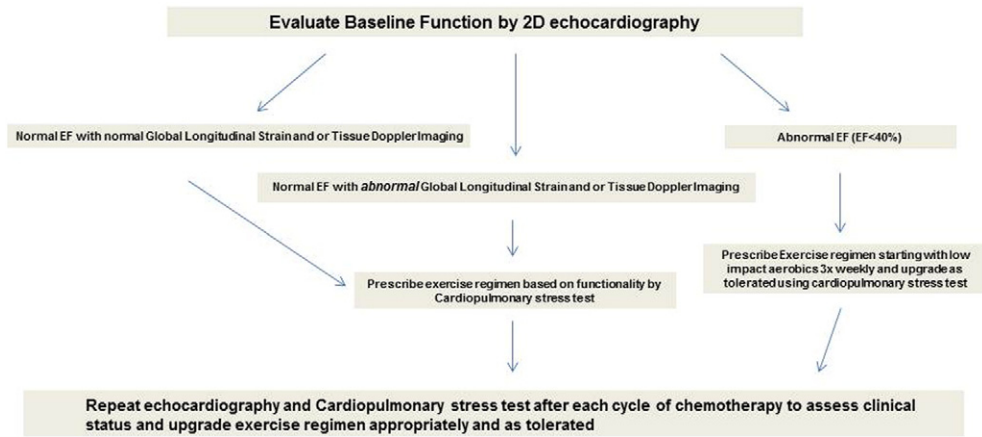 Evaluate Baseline Function by 2D echocardiography
Normal EF with normal Global Longitudinal Strain and or Tissue Doppler Imaging
Abnormal EF (EF<40%)
Normal EF with abnormal Global Longitudinal Strain and or Tissue Doppler Imaging
Prescribe Exercise regimen starting with low
impact aerobics 3x weekly and upgrade as
tolerated using cardiopulmonary stress test
Prescribe exercise regimen based on functionality by
Cardiopulmonary stress test
Repeat echocardiography and Cardiopulmonary stress test after each cycle of chemotherapy to assess clinical
status and upgrade exercise regimen appropriately and as tolerated